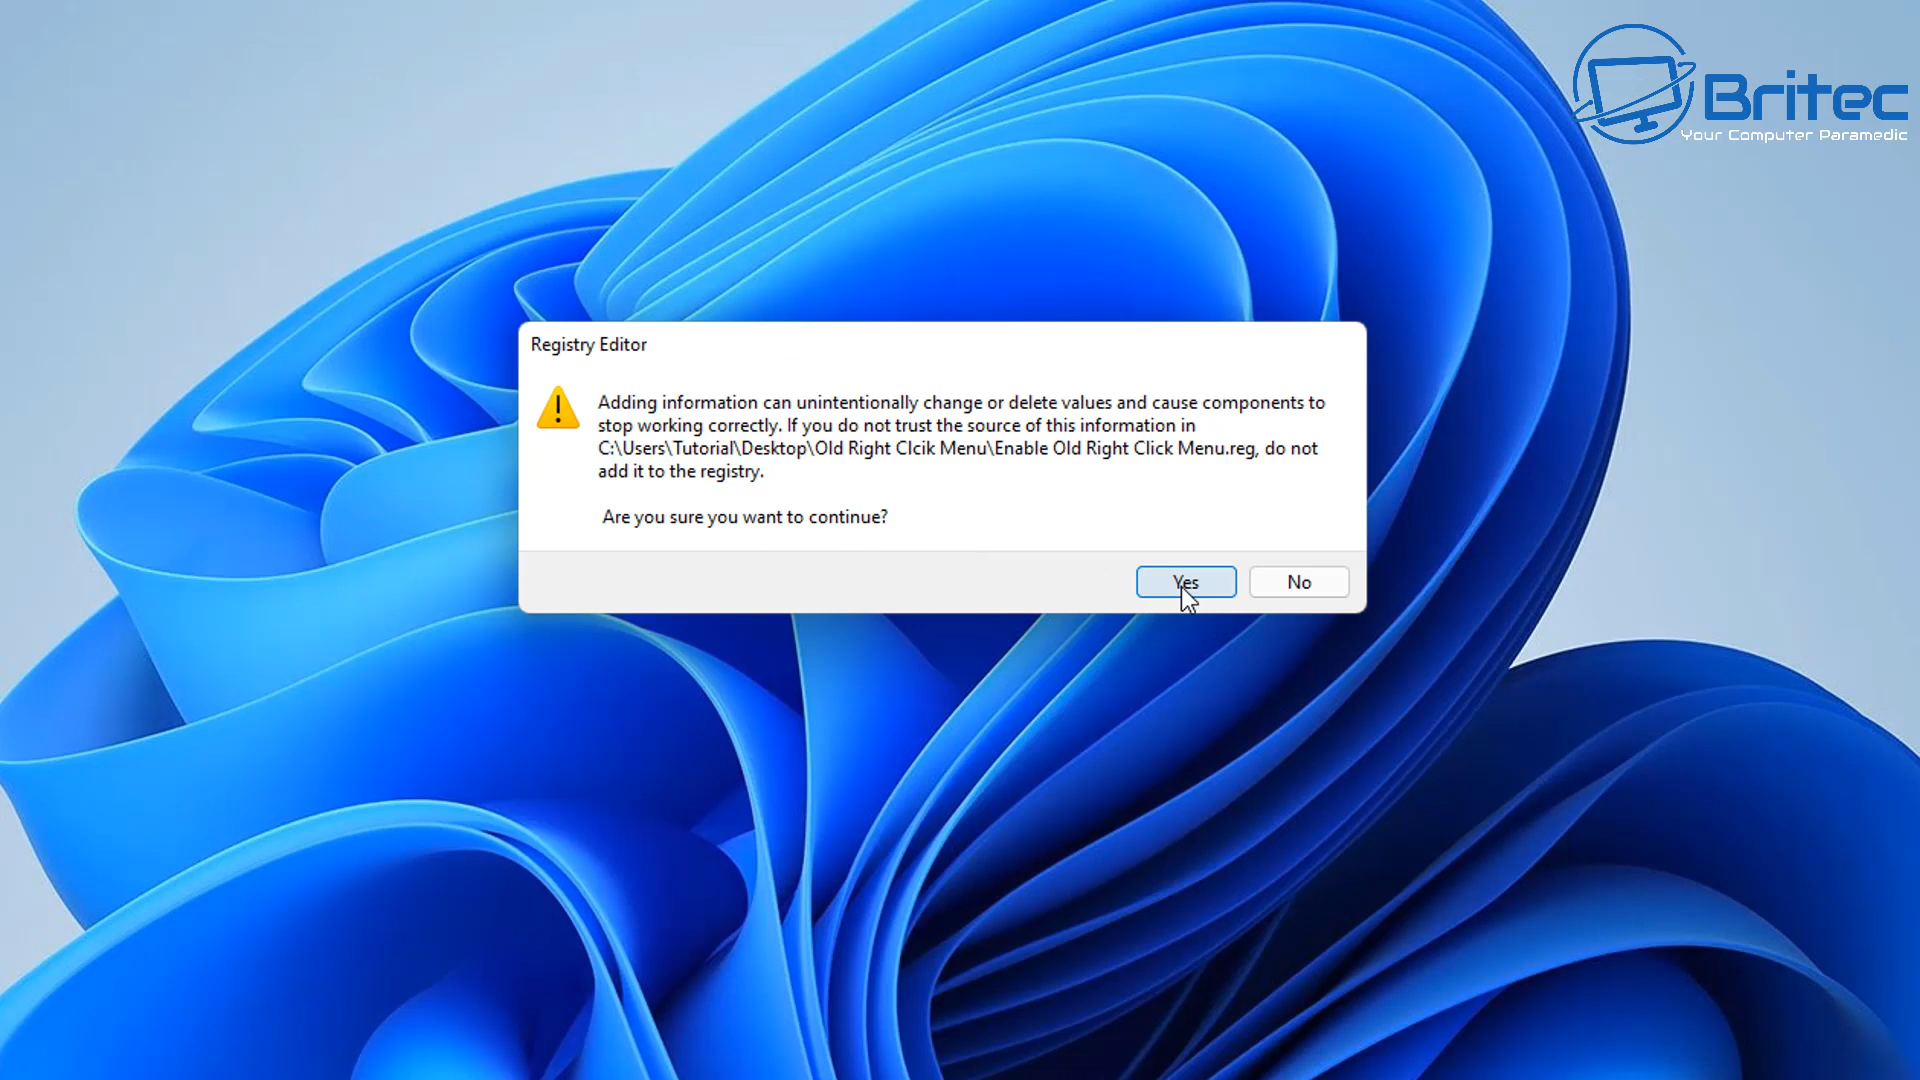 Britec
Your Computer Paramedic
Registry Editor
Adding information can unintentionally change or delete values and cause components to
stop working correctly. If you do not trust the source of this information in
C:\Users\Tutorial\Desktop\Old Right Clcik Menu\Enable Old Right Click Menu.reg, do not
add it to the registry.
Are you sure you want to continue?
Yes
No